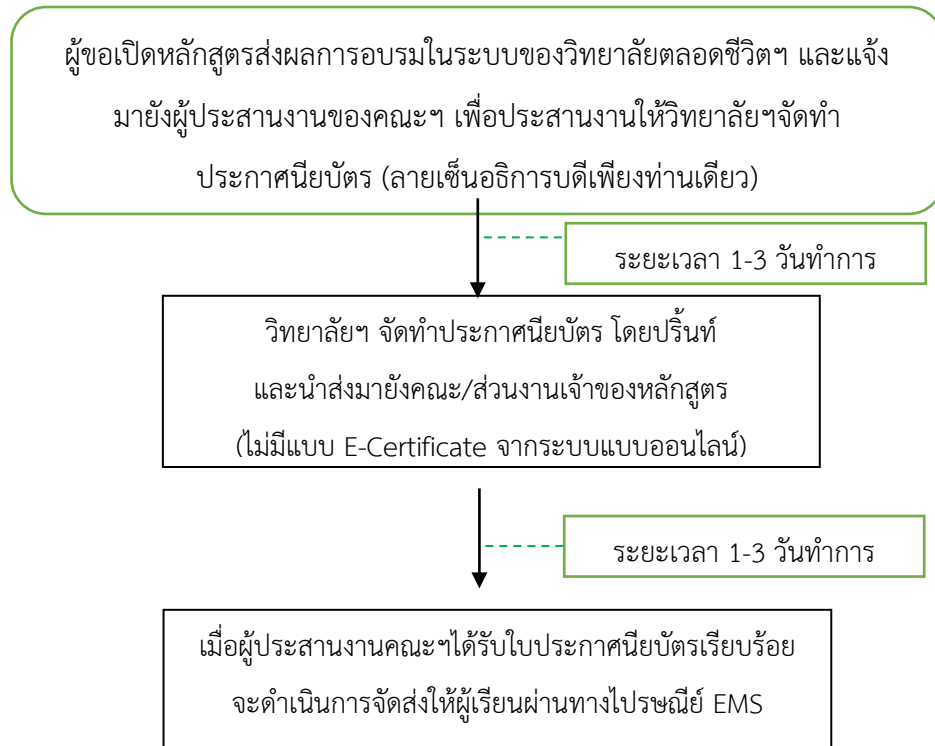 ผู้ขอเปิดหลักสูตรส่งผลการอบรมในระบบของวิทยาลัยตลอดชีวิตฯ และแจ้ง
มายังผู้ประสานงานของคณะฯ เพื่อประสานงานให้วิทยาลัยฯจัดทำ
ประกาศนียบัตร (ลายเซ็นอธิการบดีเพียงท่านเดียว)
ระยะเวลา 1-3 วันทำการ
วิทยาลัยฯ จัดทำประกาศนียบัตร โดยปริ้นท์
และนำส่งมายังคณะ/ส่วนงานเจ้าของหลักสูตร
(ไม่มีแบบ E-Certificate จากระบบแบบออนไลน์)
ระยะเวลา 1-3 วันทำการ
เมื่อผู้ประสานงานคณะฯได้รับใบประกาศนียบัตรเรียบร้อย
จะดำเนินการจัดส่งให้ผู้เรียนผ่านทางไปรษณีย์ EMS